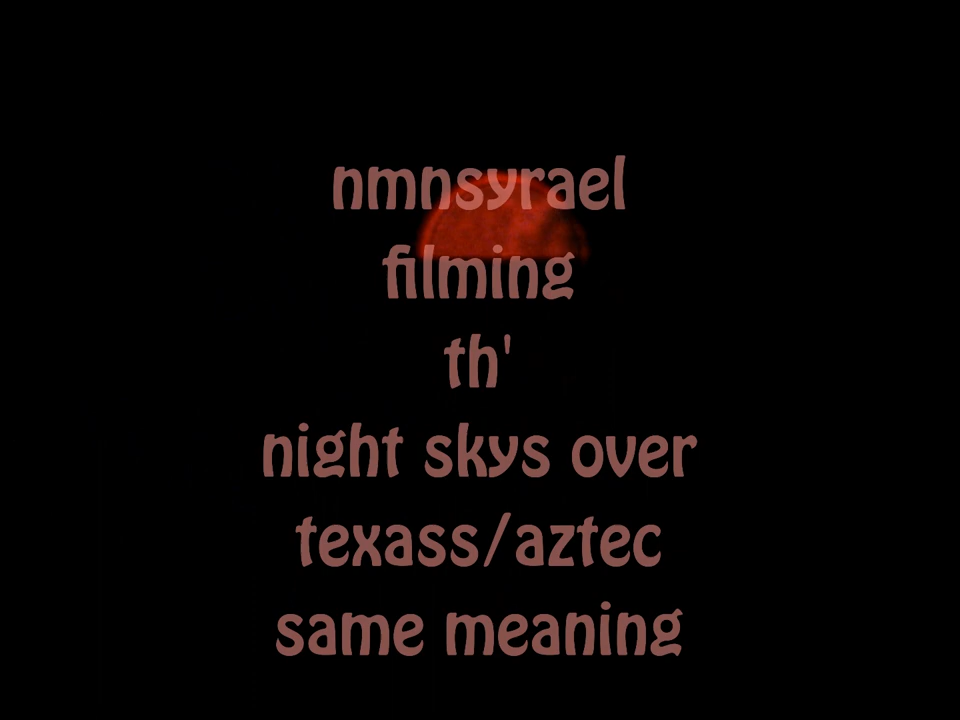 nmnsyrael
filming
th'
night skys over
texass/aztec
same meaning